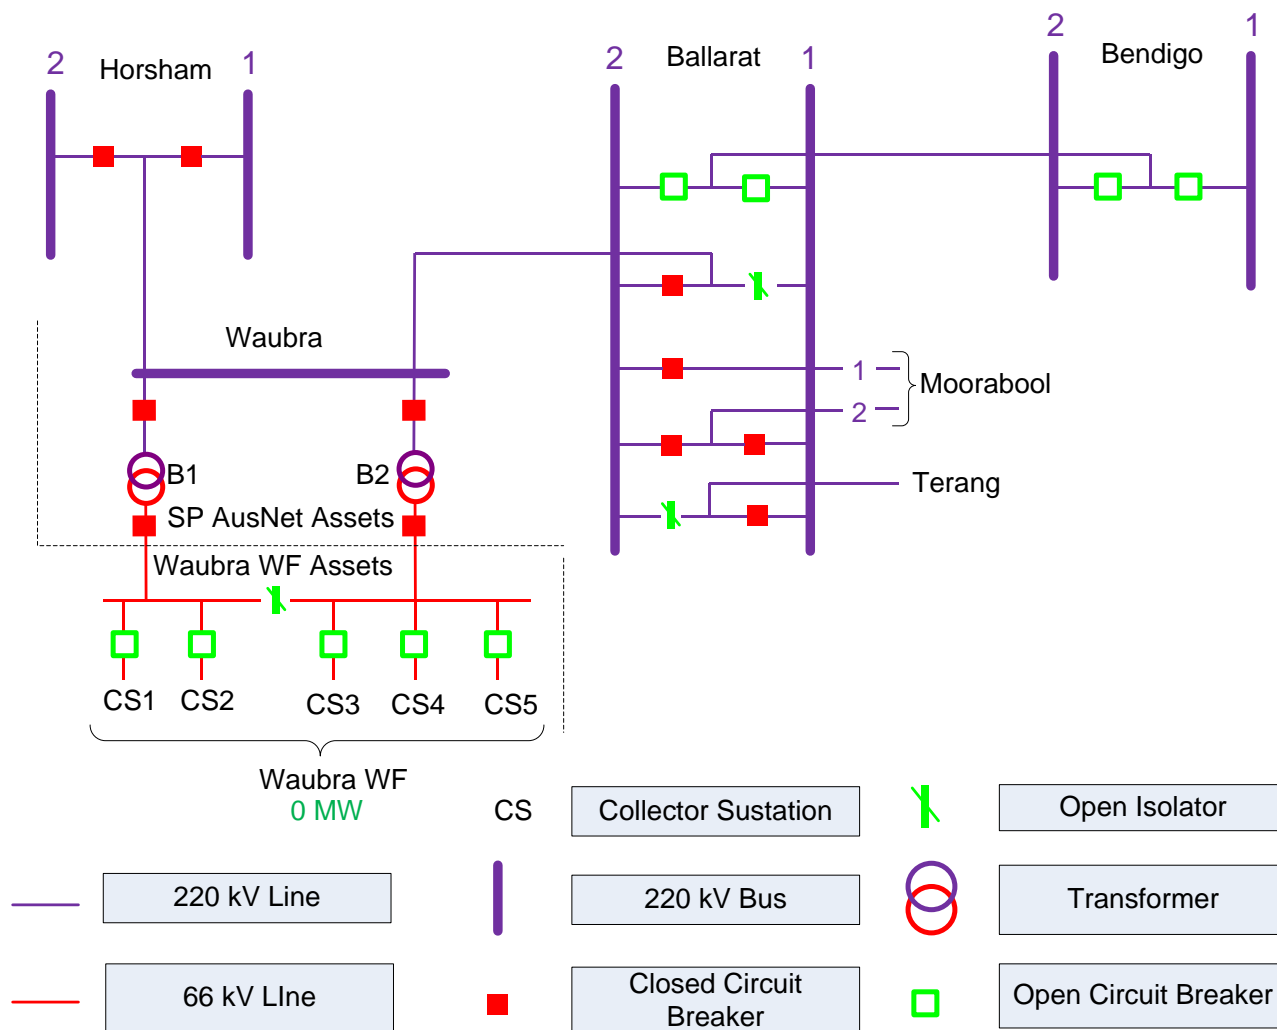 2 Horsham 1
2 Ballarat 1
2 Bendigo 1
Waubra
1
2
Moorabool
B1
B2
Terang
SP AusNet Assets
Waubra WF Assets
CS1 CS2 CS3 CS4 CS5
Waubra WF
0 MW
CS Collector Sustation
Open Isolator
220 kV Line
220 kV Bus
Transformer
66 kV LIne
Closed Circuit
Breaker
Open Circuit Breaker